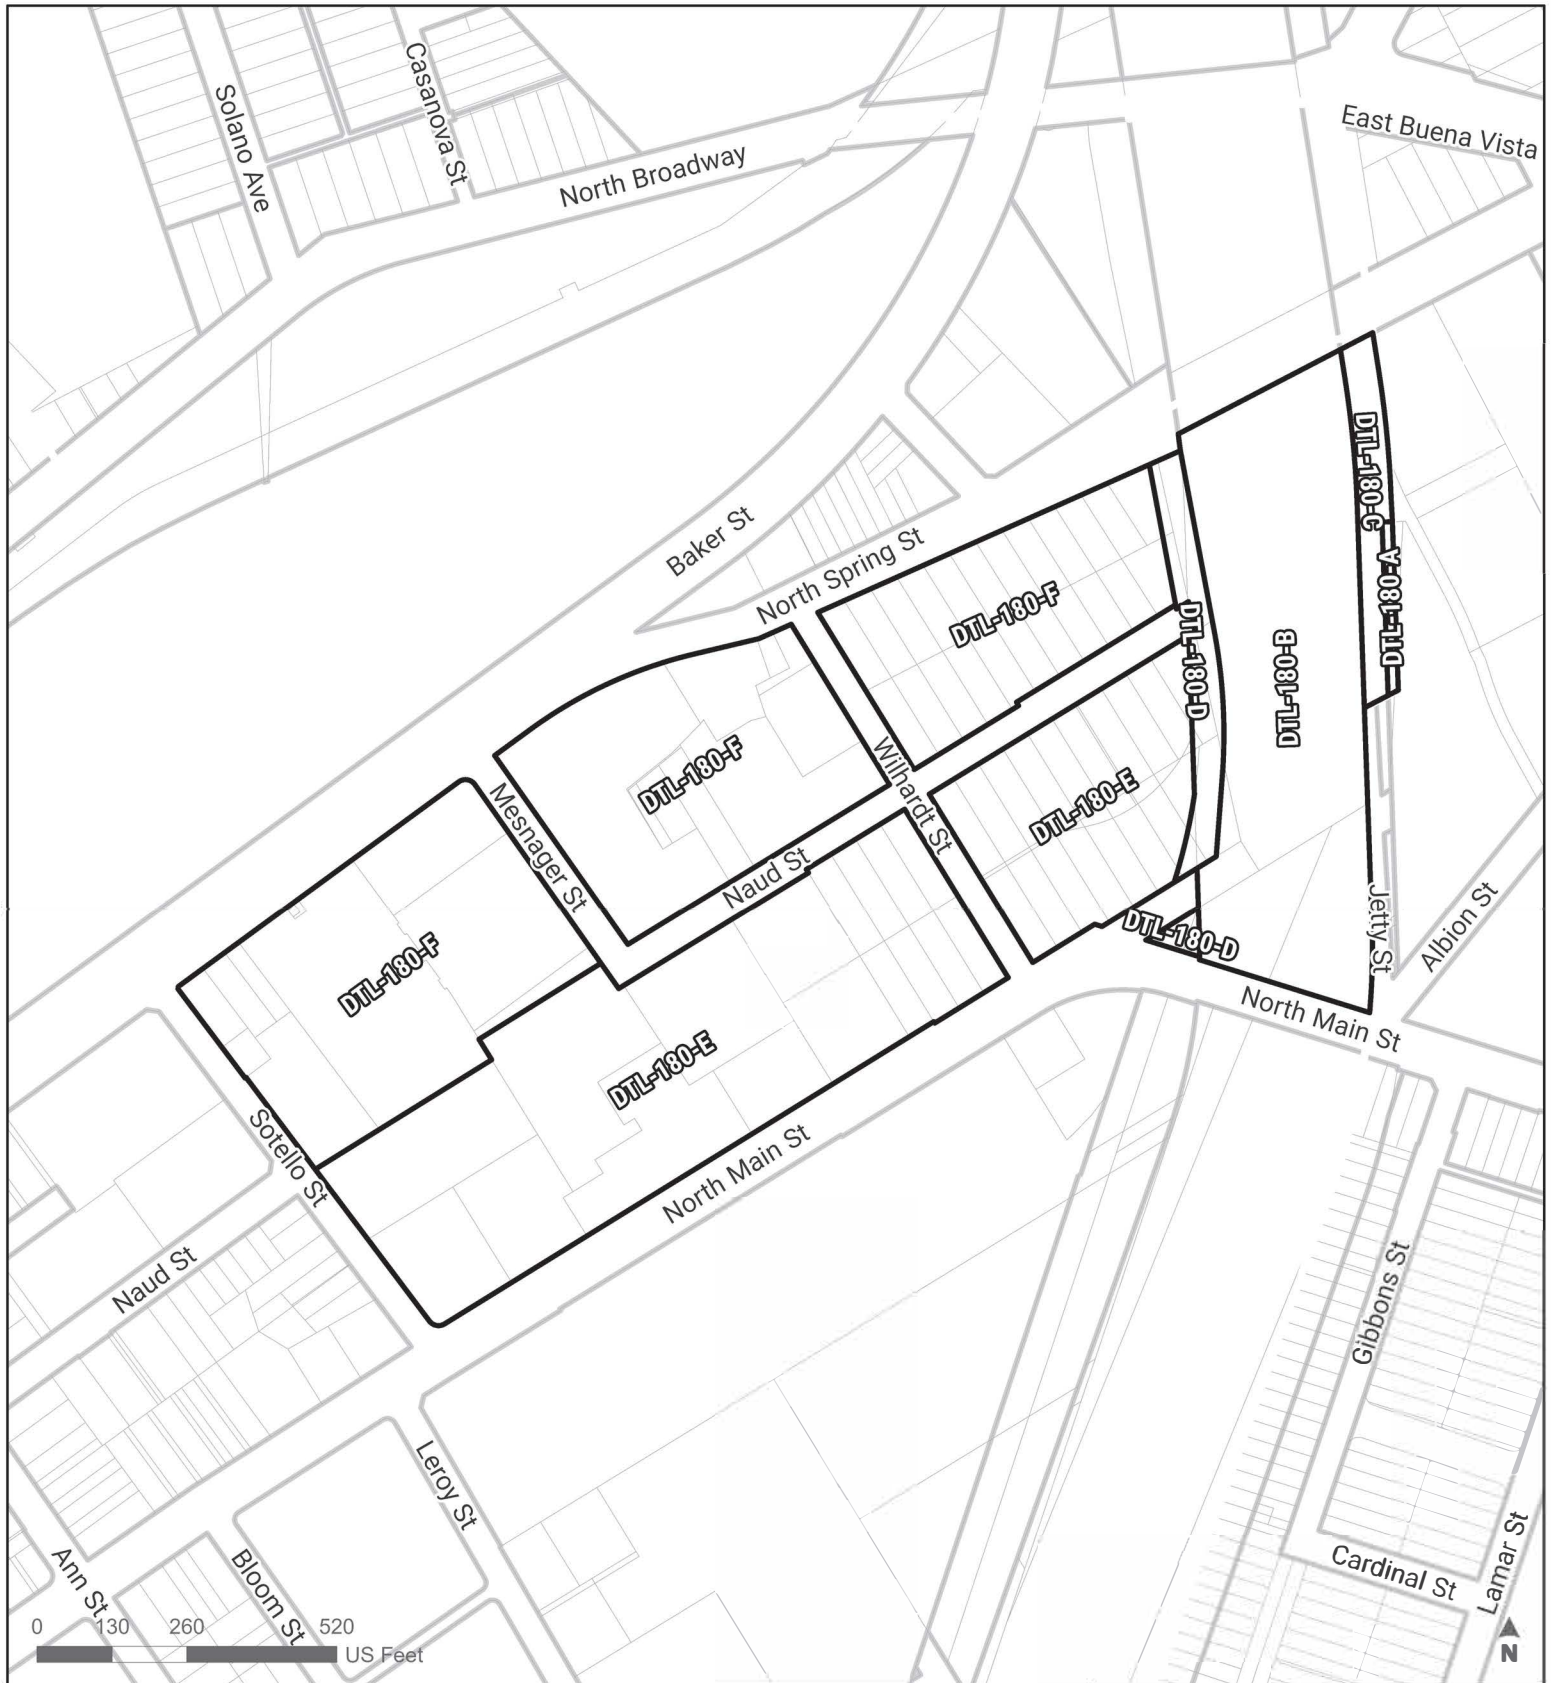 Solano Ave
Casanova St
North Broadway
East Buena Vista
DTL-180-C
Baker St
North Spring St
DTL-180-A
DTL-180-F
DTL-180-D
DTL-180-B
DTL-180-F
Wilhardt St
Mesnager St
DTL-180-E
Naud St
DTL-180-F
Jetty St
Albion St
DTL-180-D
North Main St
DTL-180-E
Sotello St
North Main St
Naud St
Gibbons St
Leroy St
Ann St
Bloom St
Cardinal St
Lamar St
0 130 260 520
US Feet
N